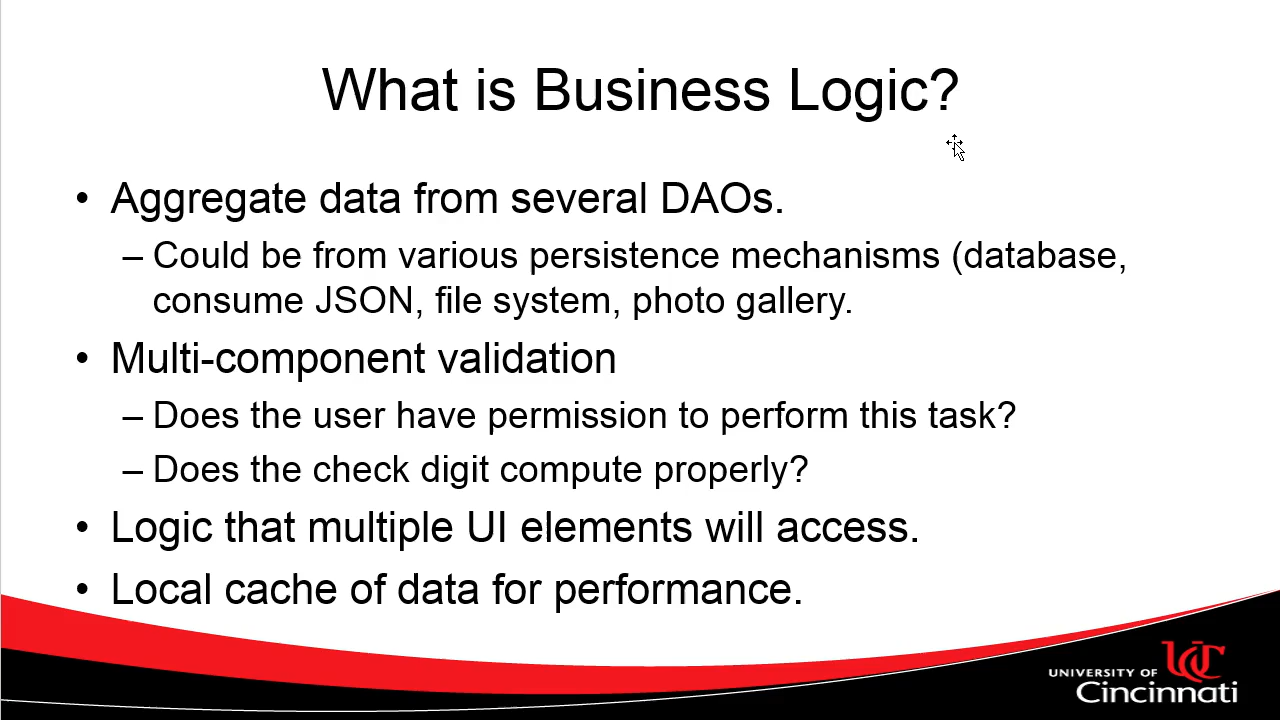 What is Business Logic?
• Aggregate data from several DAOs.
– Could be from various persistence mechanisms (database,
consume JSON, file system, photo gallery.
• Multi-component validation
– Does the user have permission to perform this task?
– Does the check digit compute properly?
• Logic that multiple UI elements will access.
• Local cache of data for performance.
UC
UNIVERSITY OF
Cincinnati